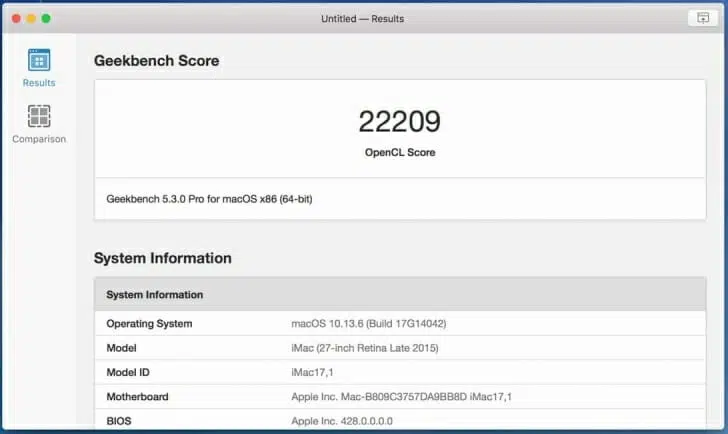 Untitled — Results
Results
Comparison
Geekbench Score
22209
OpenCL Score
Geekbench 5.3.0 Pro for macOS x86 (64-bit)
System Information
System Information
Operating System macOS 10.13.6 (Build 17G14042)
Model iMac (27-inch Retina Late 2015)
Model ID iMac17,1
Motherboard Apple Inc. Mac-B809C3757DA9BB8D iMac17,1
BIOS Apple Inc. 428.0.0.0.0